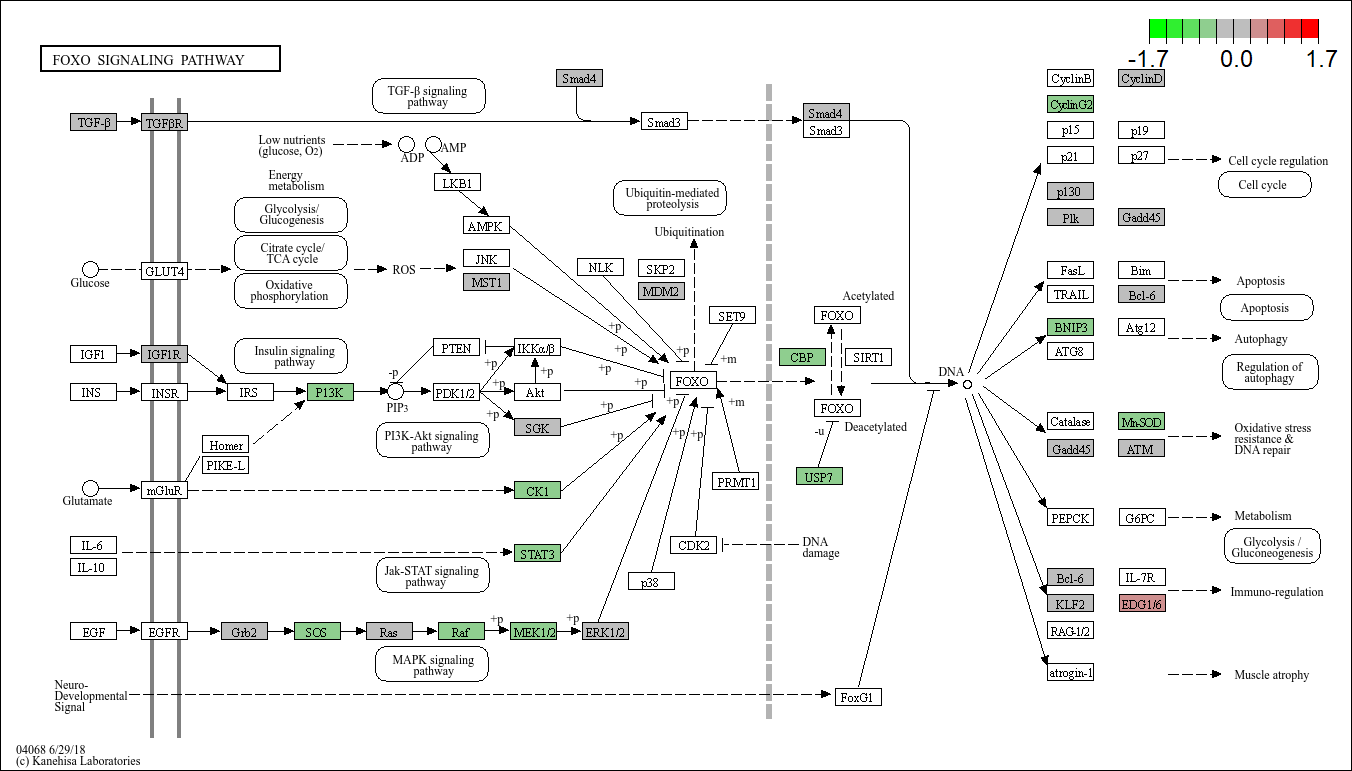 -1.7 0.0 1.7
FOXO SIGNALING PATHWAY
TGF-β signaling
pathway
Smad4
CyclinB CyclinD
CyclinG2
TGF-β TGFβR Smad3 Smad4
Smad3
p15 p19
p21 p27
Cell cycle regulation
Cell cycle
p130
Plk Gadd45
Low nutrients
(glucose, O2)
ADP AMP
LKB1
AMPK
Energy
metabolism
Glycolysis/
Glucogenesis
Citrate cycle/
TCA cycle
Oxidative
phosphorylation
Ubiquitin-mediated
proteolysis
Ubiquitination
Glucose
GLUT4
ROS
JNK
MST1
NLK
SKP2
MDM2
SET9
+p
+p
+p
+m
Acetylated
FOXO
CBP SIRT1
FOXO
Deacetylated
-u
USP7
FasL Bim
TRAIL Bcl-6
Apoptosis
Apoptosis
BNIP3 Atg12
ATG8
Autophagy
Regulation of
autophagy
IGF1 IGF1R
INS INSR IRS P13K
Insulin signaling
pathway
PTEN IKKα/β
-p
+p
+p
+p
+p
+p
+p
PIP3
PDK1/2 Akt
SGK
FOXO
+p
+p
+p
+p
+p
+m
PI3K-Akt signaling
pathway
DNA
Homer
PIKE-L
Glutamate
mGluR
CK1
PRMT1
Catalase Mn-SOD
Gadd45 ATM
Oxidative stress
resistance &
DNA repair
IL-6
IL-10
STAT3
Jak-STAT signaling
pathway
CDK2
DNA
damage
p38
PEPCK G6PC
Metabolism
Glycolysis /
Gluconeogenesis
Bcl-6 IL-7R
KLF2 EDG1/6
RAG-1/2
Immuno-regulation
EGF EGFR Grb2 SOS Ras Raf +p MEK1/2 +p ERK1/2
MAPK signaling
pathway
atrogin-1
Muscle atrophy
Neuro-
Developmental
Signal
FoxG1
04068 6/29/18
(c) Kanehisa Laboratories